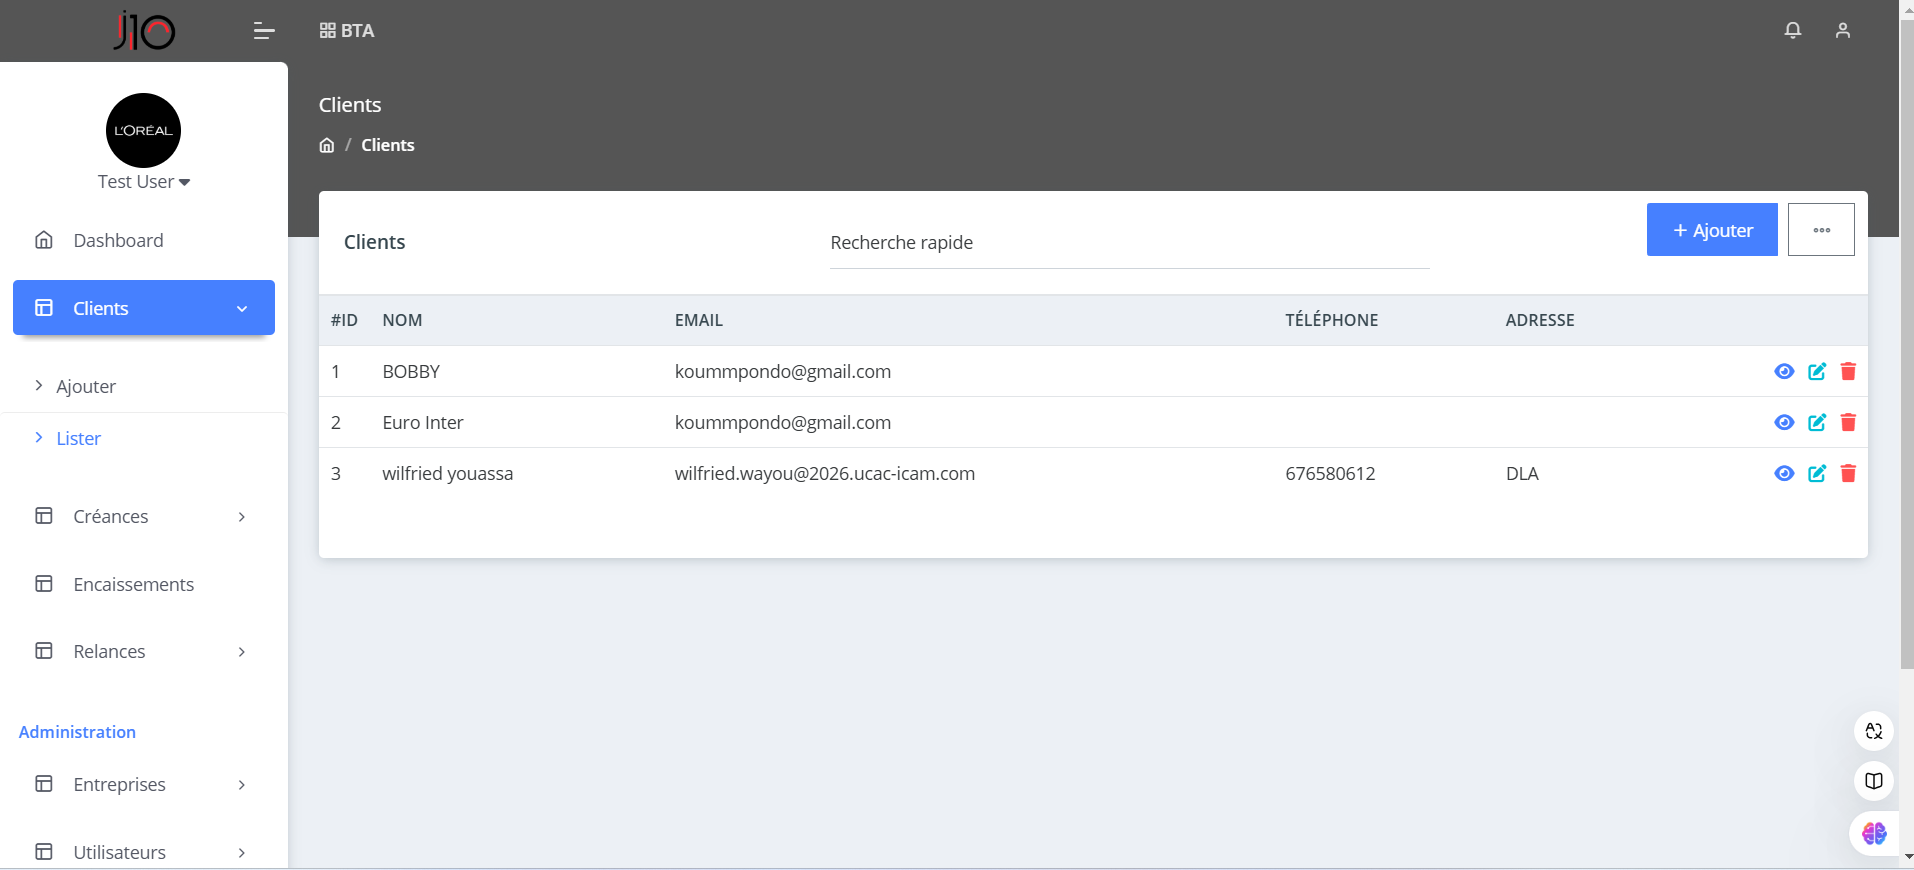 j10
BTA
L'ORÉAL
Test User
Dashboard
Clients
Ajouter
Lister
Créances
Encaissements
Relances
Administration
Entreprises
Utilisateurs
Clients
/ Clients
Clients
Recherche rapide
+ Ajouter
#ID NOM EMAIL TÉLÉPHONE ADRESSE
1 BOBBY koummpondo@gmail.com
2 Euro Inter koummpondo@gmail.com
3 wilfried youassa wilfried.wayou@2026.ucac-icam.com 676580612 DLA